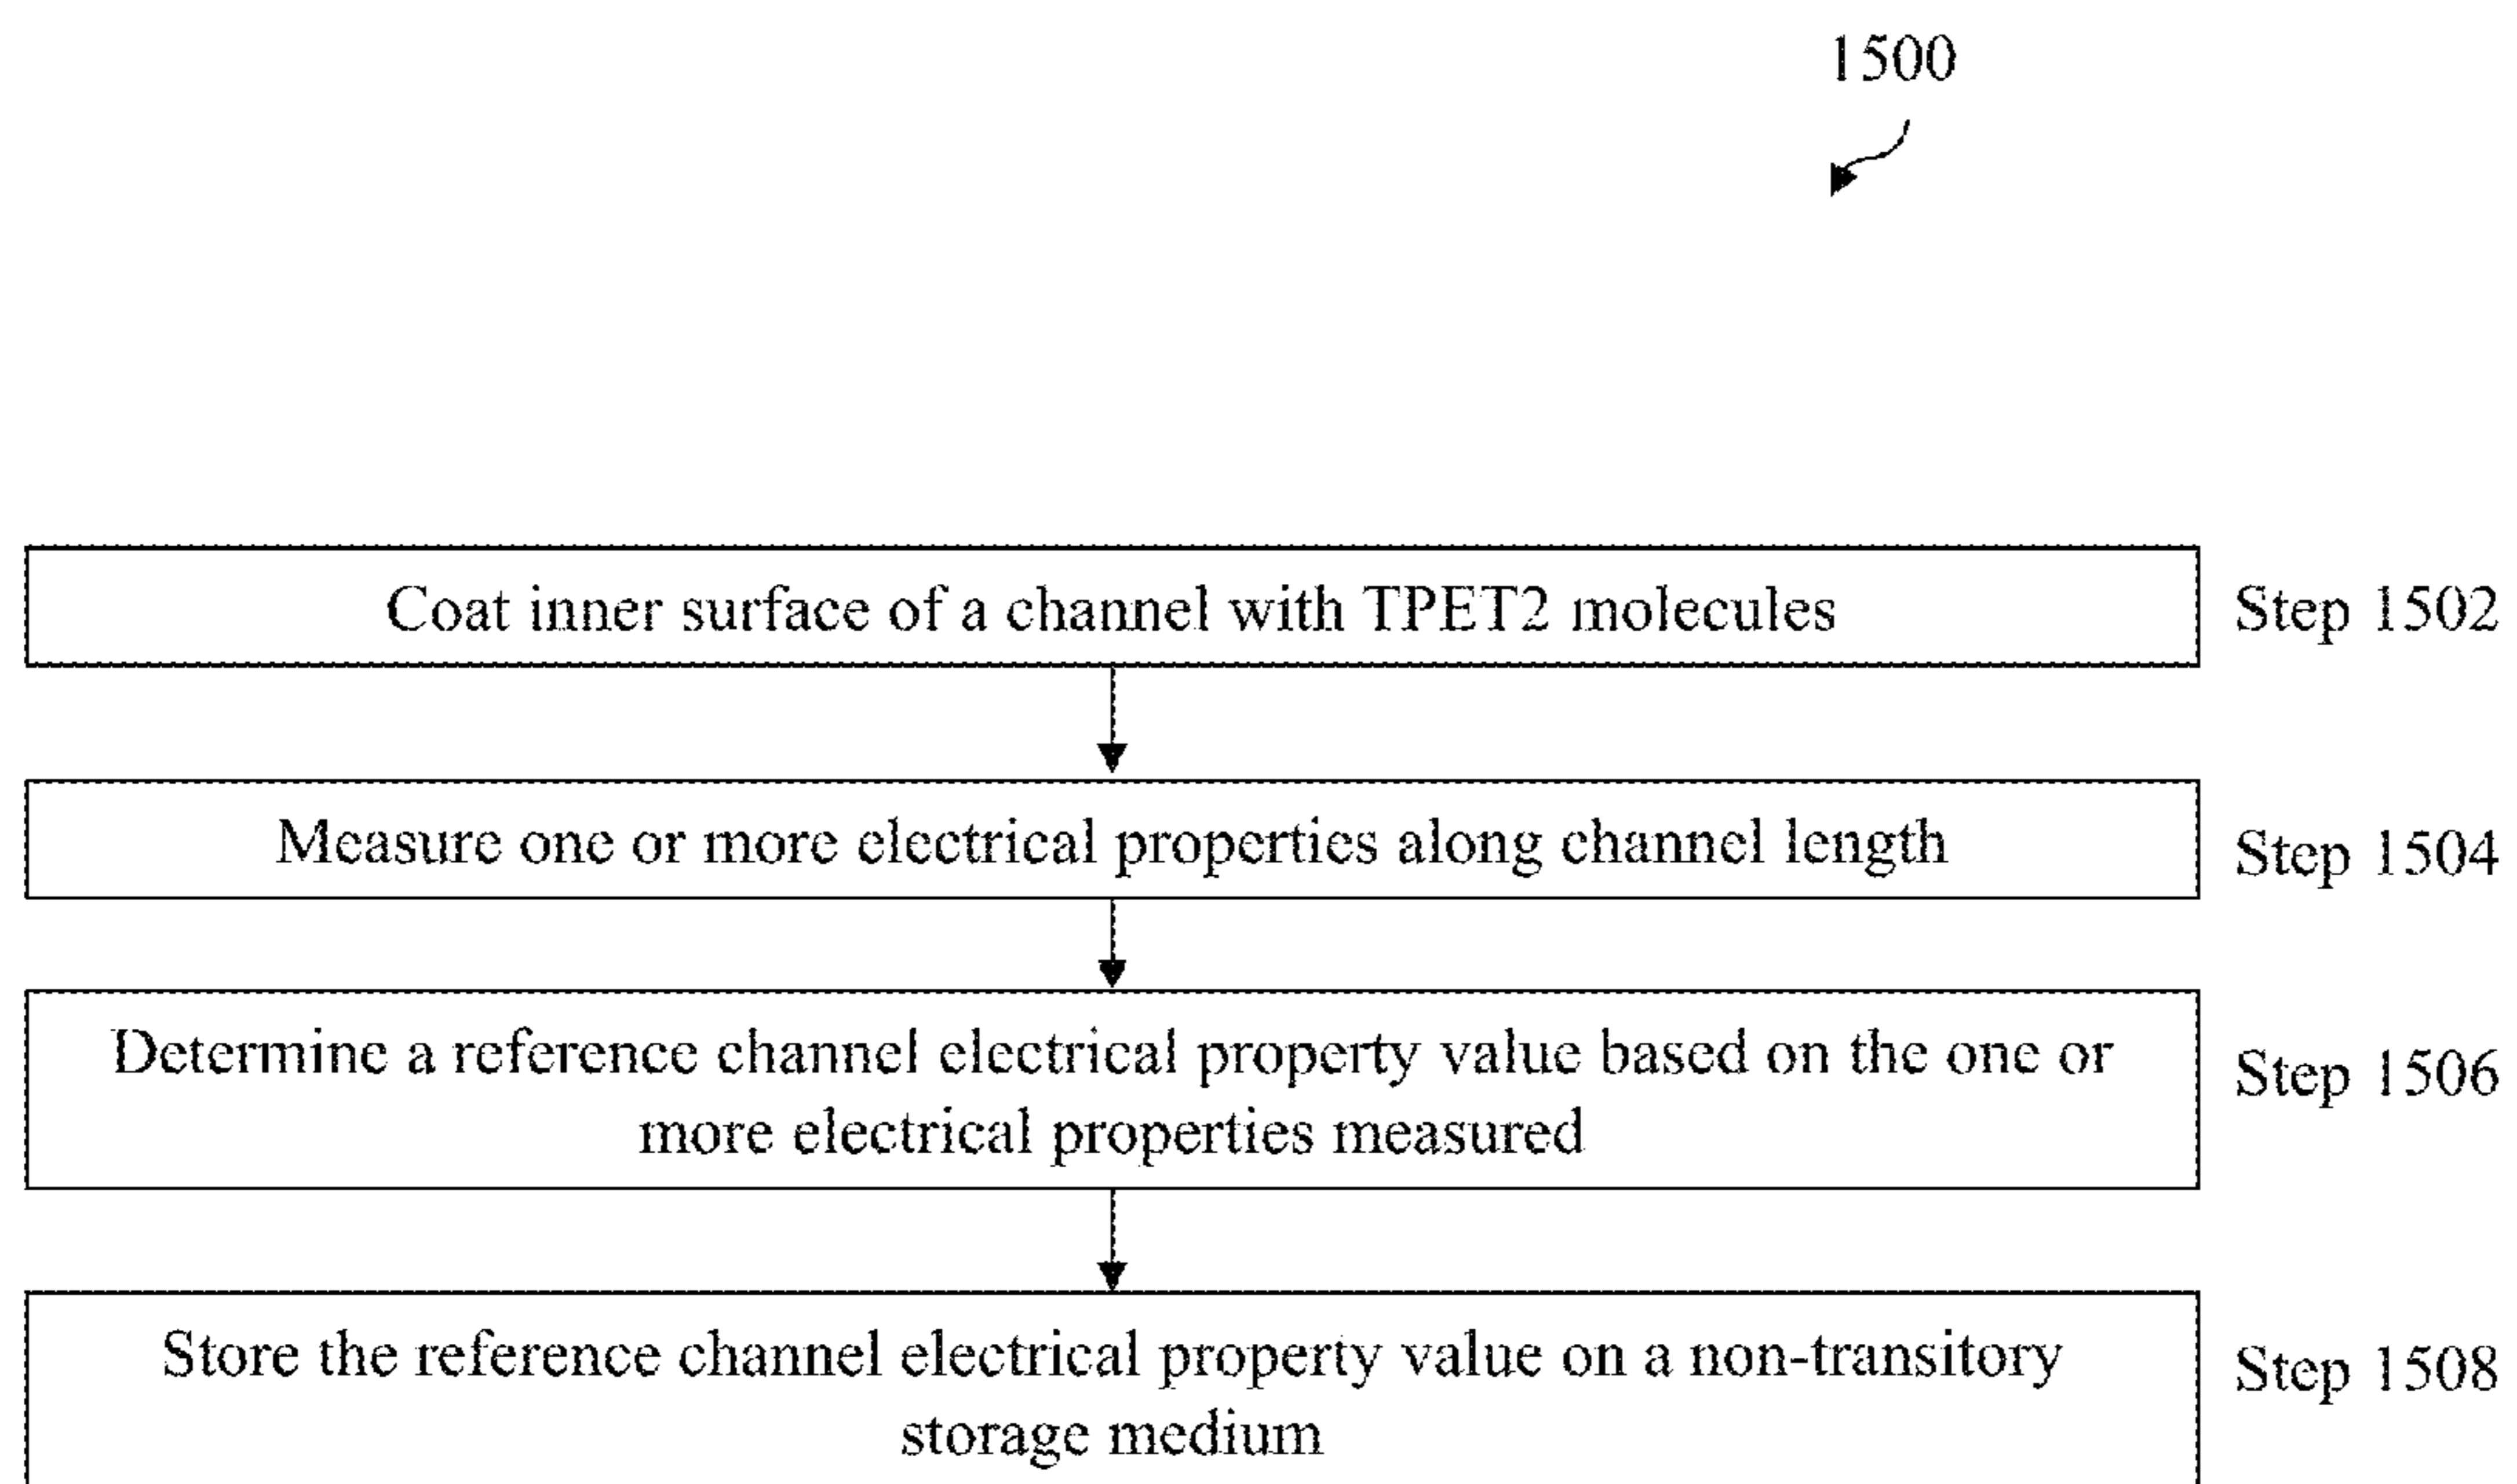 1500
Coat inner surface of a channel with TPET2 molecules
Step 1502
Measure one or more electrical properties along channel length
Step 1504
Determine a reference channel electrical property value based on the one or
more electrical properties measured
Step 1506
Store the reference channel electrical property value on a non-transitory
storage medium
Step 1508